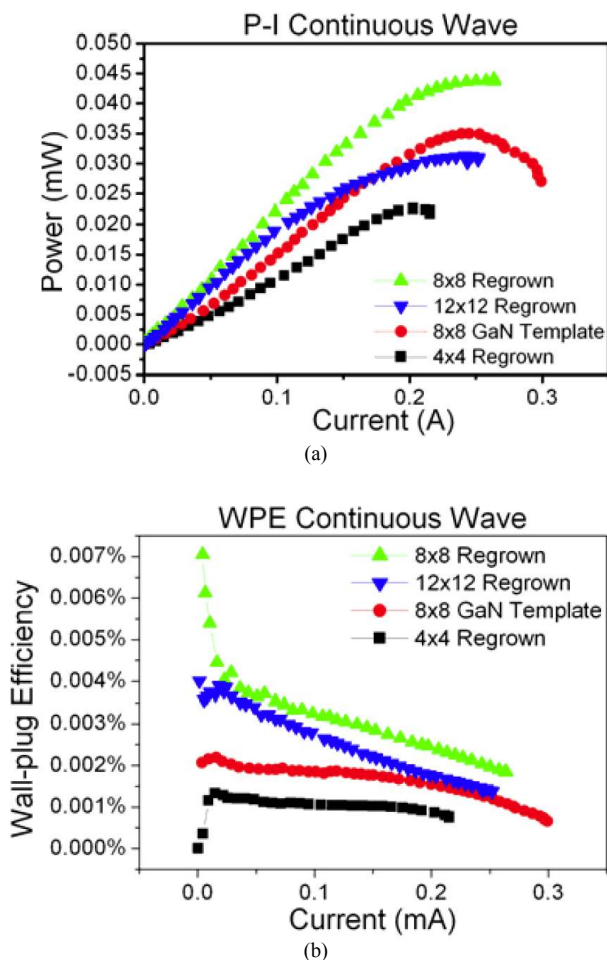 P-I Continuous Wave
0.050
0.045
0.040
0.035
0.030
0.025
0.020
0.015
0.010
0.005
0.000
-0.005
Power (mW)
8x8 Regrown
12x12 Regrown
8x8 GaN Template
4x4 Regrown
0.0 0.1 0.2 0.3
Current (A)
(a)
WPE Continuous Wave
0.007%
0.006%
0.005%
0.004%
0.003%
0.002%
0.001%
0.000%
Wall-plug Efficiency
8x8 Regrown
12x12 Regrown
8x8 GaN Template
4x4 Regrown
0.0 0.1 0.2 0.3
Current (mA)
(b)